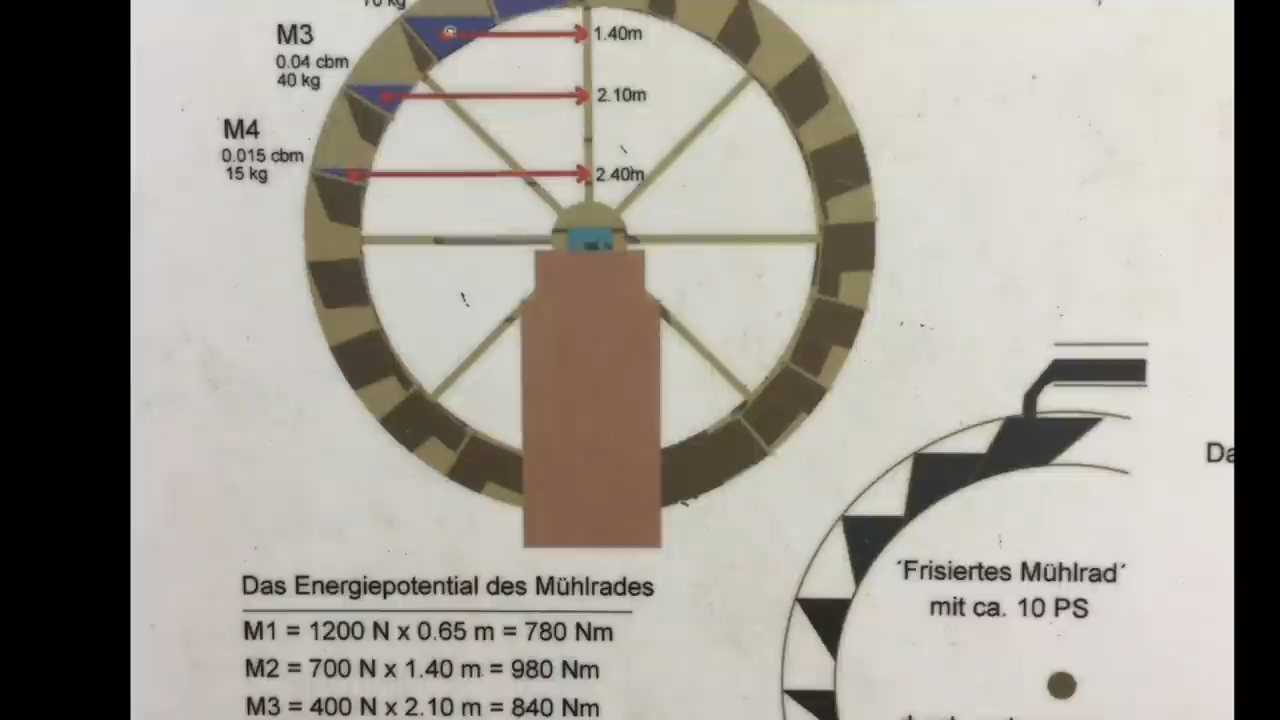 70 kg
M3
0.04 cbm
40 kg
1.40m
2.10m
M4
0.015 cbm
15 kg
2.40m
Das Energiepotential des Mühlrades
M1 = 1200 N x 0.65 m = 780 Nm
M2 = 700 N x 1.40 m = 980 Nm
M3 = 400 N x 2.10 m = 840 Nm
´Frisiertes Mühlrad´
mit ca. 10 PS
Da